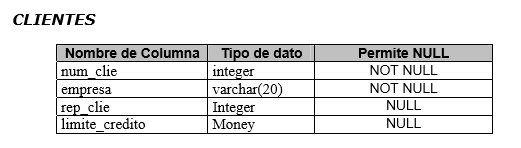 CLIENTES
Nombre de Columna Tipo de dato Permite NULL
num_clie integer NOT NULL
empresa varchar(20) NOT NULL
rep_clie Integer NULL
limite_credito Money NULL